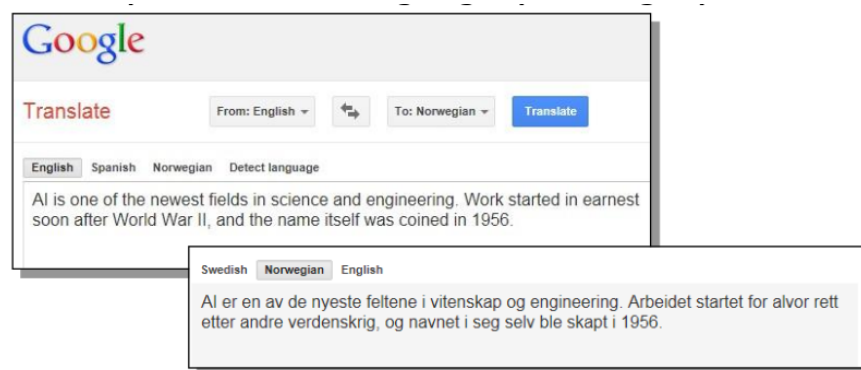 Google
Translate
From: English
To: Norwegian
Translate
English Spanish Norwegian Detect language
AI is one of the newest fields in science and engineering. Work started in earnest
soon after World War II, and the name itself was coined in 1956.
Swedish Norwegian English
AI er en av de nyeste feltene i vitenskap og engineering. Arbeidet startet for alvor rett
etter andre verdenskrig, og navnet i seg selv ble skapt i 1956.